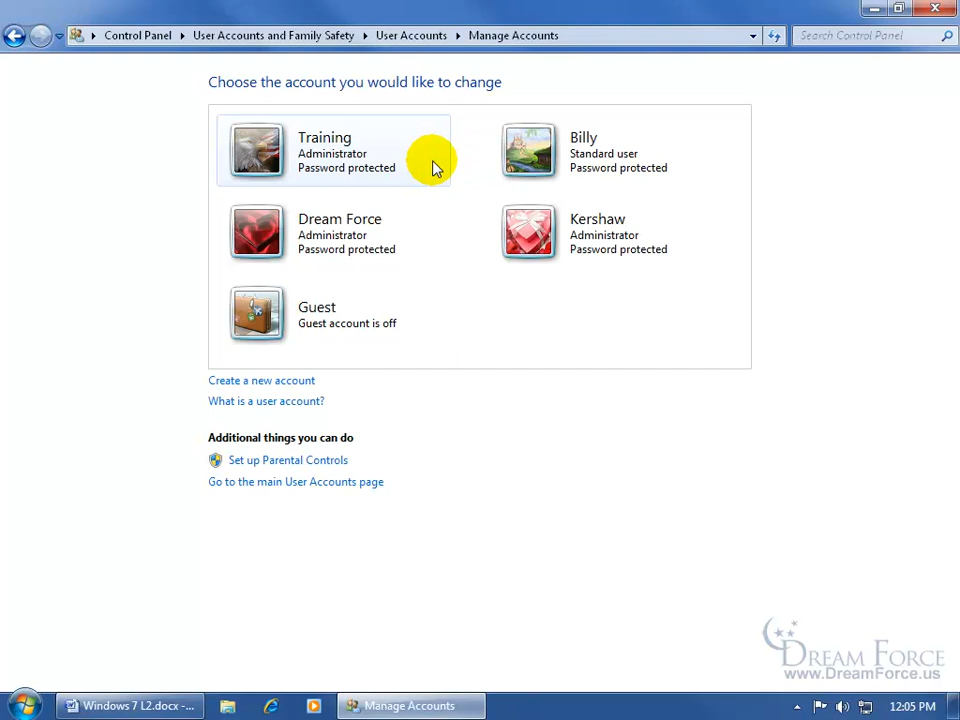 Control Panel
User Accounts and Family Safety
User Accounts
Manage Accounts
Search Control Panel
Choose the account you would like to change
Training
Administrator
Password protected
Billy
Standard user
Password protected
Dream Force
Administrator
Password protected
Kershaw
Administrator
Password protected
Guest
Guest account is off
Create a new account
What is a user account?
Additional things you can do
Set up Parental Controls
Go to the main User Accounts page
DREAM FORCE
www.DreamForce.us
Windows 7 L2.docx -...
Manage Accounts
12:05 PM